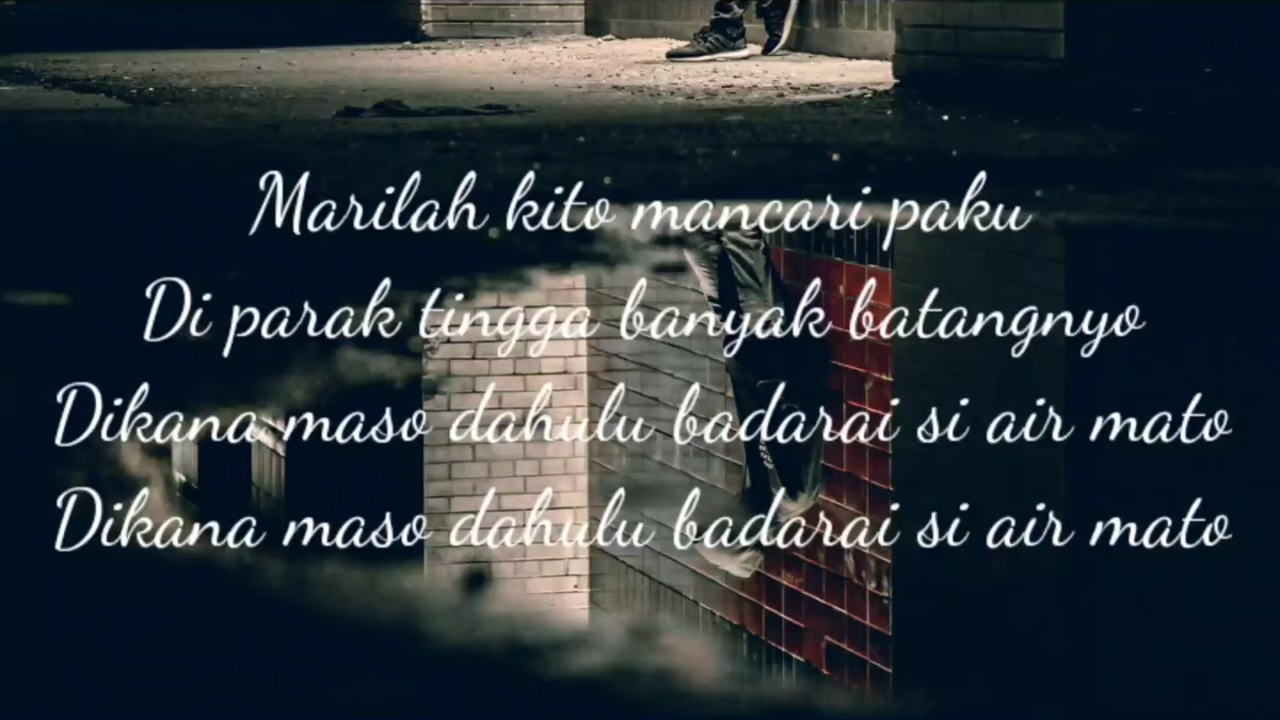 Marilah kito mancari paku
Di parak tingga banyak batangnyo
Dikana maso dahulu badarai si air mato
Dikana maso dahulu badarai si air mato